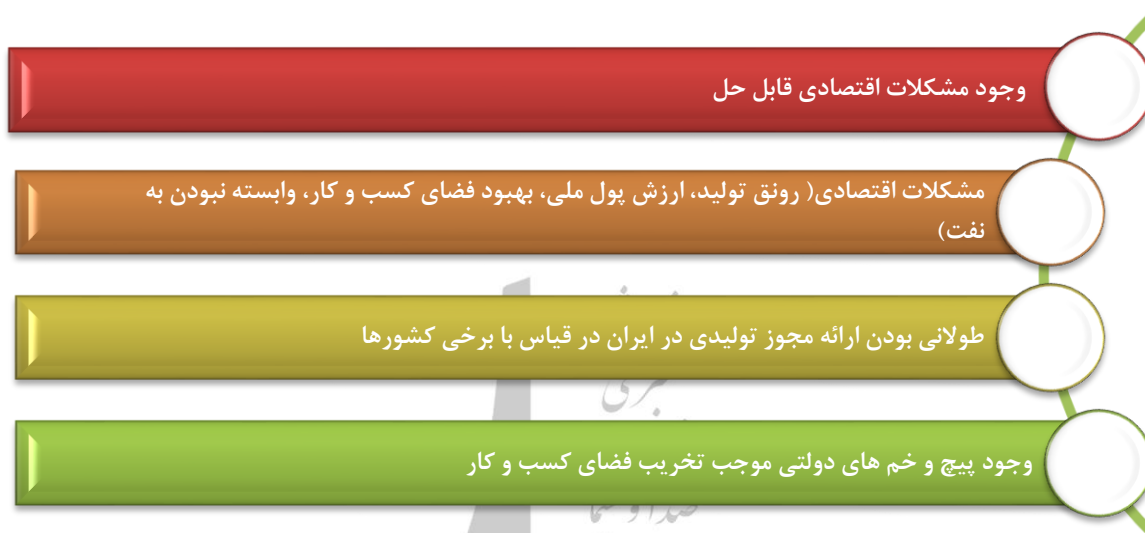 وجود مشکلات اقتصادی قابل حل
مشکلات اقتصادی( رونق تولید، ارزش پول ملی، بهبود فضای کسب و کار، وابسته نبودن به
نفت)
طولانی بودن ارائه مجوز تولیدی در ایران در قیاس با برخی کشورها
وجود پیچ و خم های دولتی موجب تخریب فضای کسب و کار